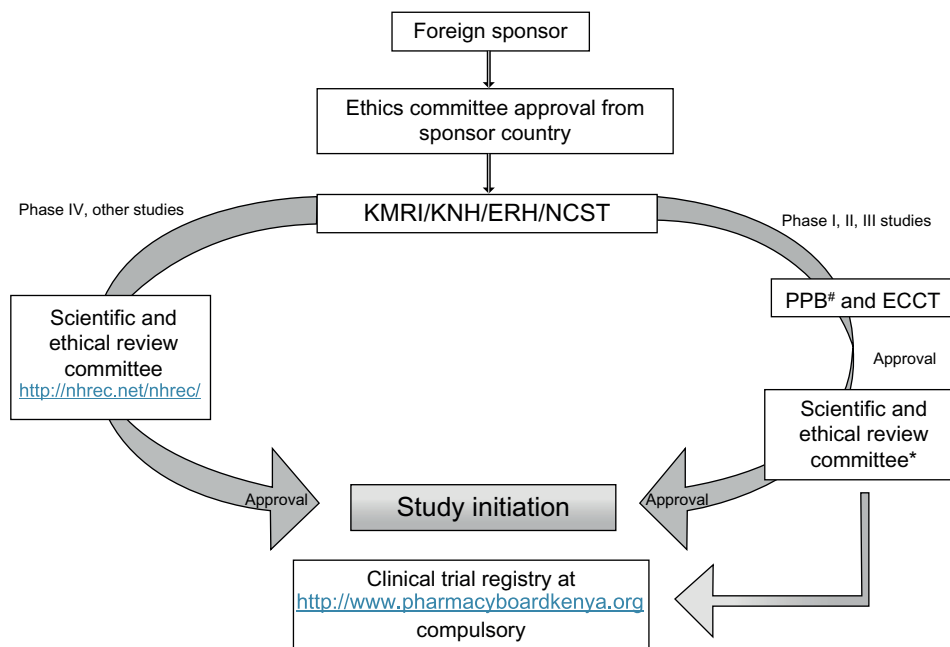 Foreign sponsor
Ethics committee approval from
sponsor country
KMRI/KNH/ERH/NCST
Phase IV, other studies
Phase I, II, III studies
Scientific and
ethical review
committee
http://nhrec.net/nhrec/
PPB# and ECCT
Approval
Scientific and
ethical review
committee*
Approval
Study initiation
Approval
Clinical trial registry at
http://www.pharmacyboardkenya.org
compulsory